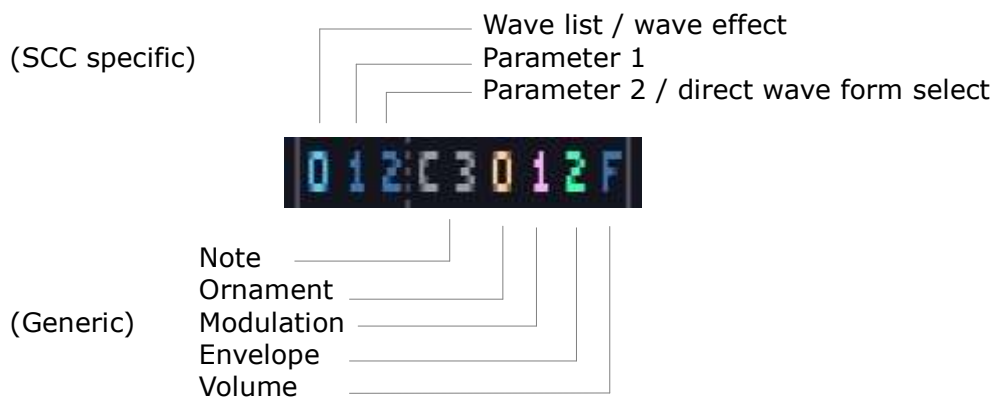 Wave list / wave effect
(SCC specific)
Parameter 1
Parameter 2 / direct wave form select
012C3012F
Note
Ornament
(Generic)
Modulation
Envelope
Volume